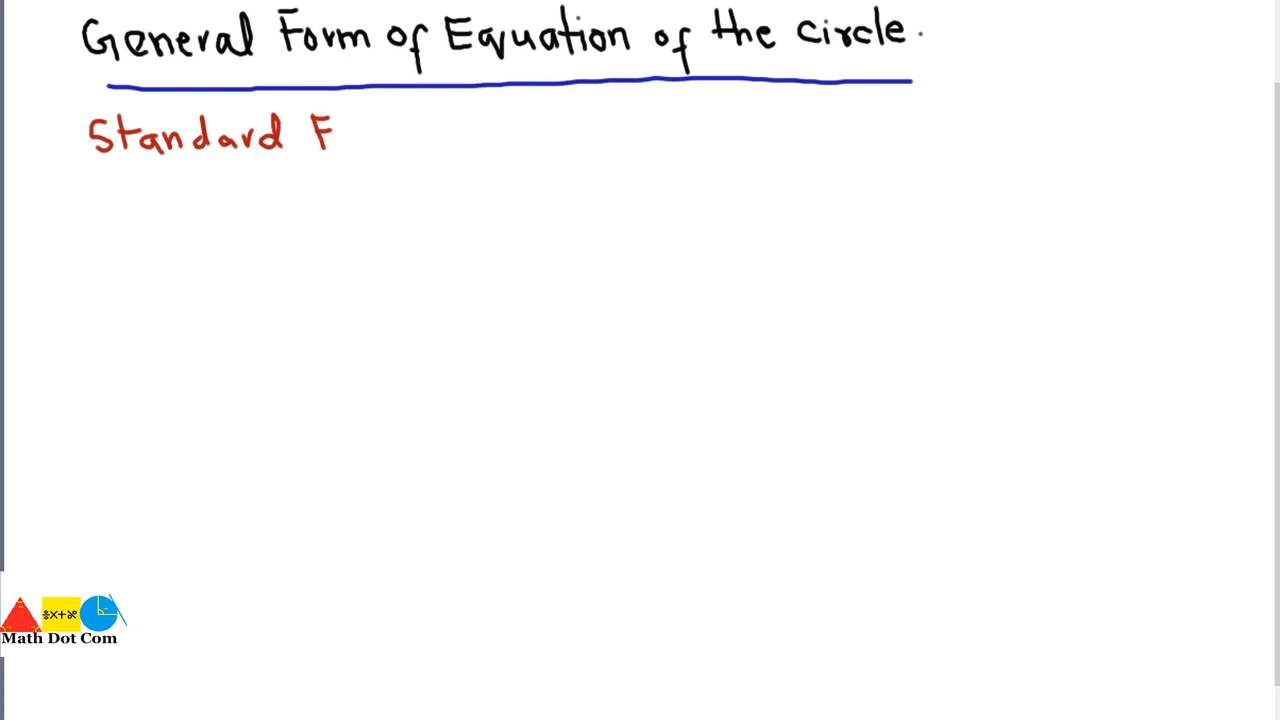 General Form of Equation of the circle.
Standard F
÷x+
Math Dot Com